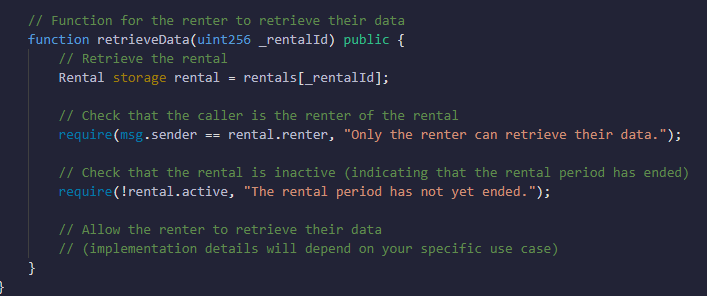 // Function for the renter to retrieve their data
function retrieveData(uint256 _rentalId) public {
// Retrieve the rental
Rental storage rental = rentals[_rentalId];
// Check that the caller is the renter of the rental
require(msg.sender == rental.renter, "Only the renter can retrieve their data.");
// Check that the rental is inactive (indicating that the rental period has ended)
require(!rental.active, "The rental period has not yet ended.");
// Allow the renter to retrieve their data
// (implementation details will depend on your specific use case)
}
}